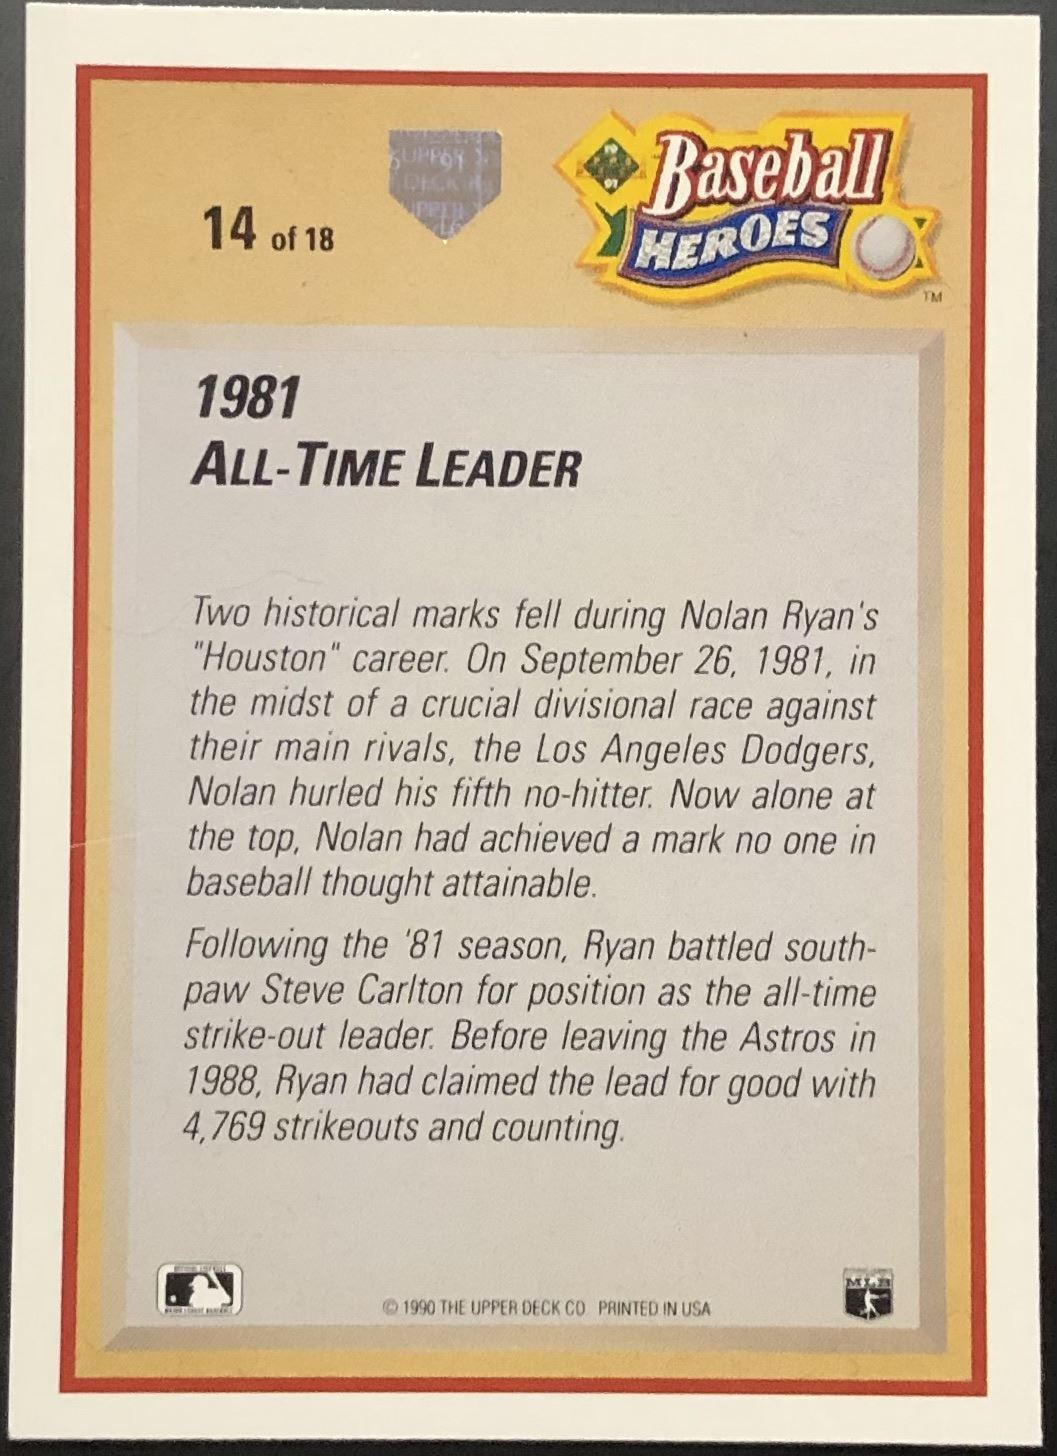 14 of 18
Baseball
HEROES
TM
1981
ALL-TIME LEADER
Two historical marks fell during Nolan Ryan's
"Houston" career. On September 26, 1981, in
the midst of a crucial divisional race against
their main rivals, the Los Angeles Dodgers,
Nolan hurled his fifth no-hitter. Now alone at
the top, Nolan had achieved a mark no one in
baseball thought attainable.
Following the '81 season, Ryan battled south-
paw Steve Carlton for position as the all-time
strike-out leader. Before leaving the Astros in
1988, Ryan had claimed the lead for good with
4,769 strikeouts and counting.
© 1990 THE UPPER DECK CO. PRINTED IN USA